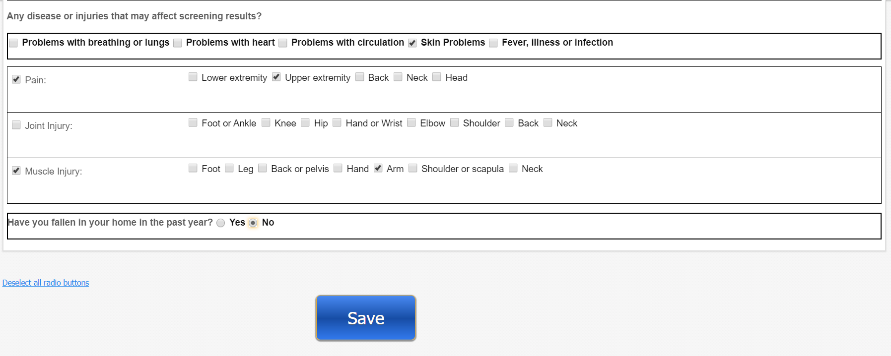 Any disease or injuries that may affect screening results?
Problems with breathing or lungs Problems with heart Problems with circulation Skin Problems Fever, illness or infection
Pain: Lower extremity Upper extremity Back Neck Head
Joint Injury: Foot or Ankle Knee Hip Hand or Wrist Elbow Shoulder Back Neck
Muscle Injury: Foot Leg Back or pelvis Hand Arm Shoulder or scapula Neck
Have you fallen in your home in the past year? Yes No
Deselect all radio buttons
Save